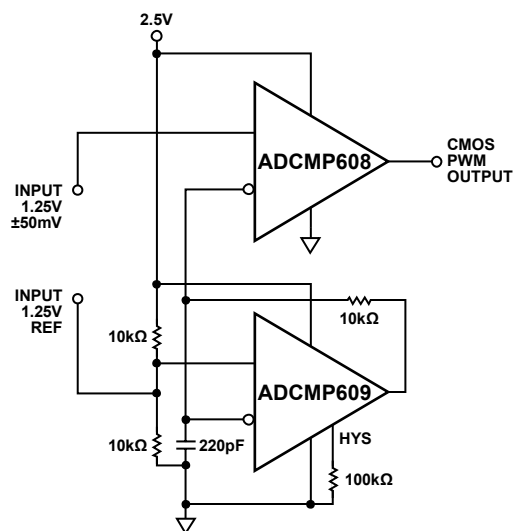 2.5V
ADCMP608
CMOS
PWM
OUTPUT
INPUT
1.25V
±50mV
INPUT
1.25V
REF
10kΩ
10kΩ
ADCMP609
10kΩ
220pF
HYS
100kΩ